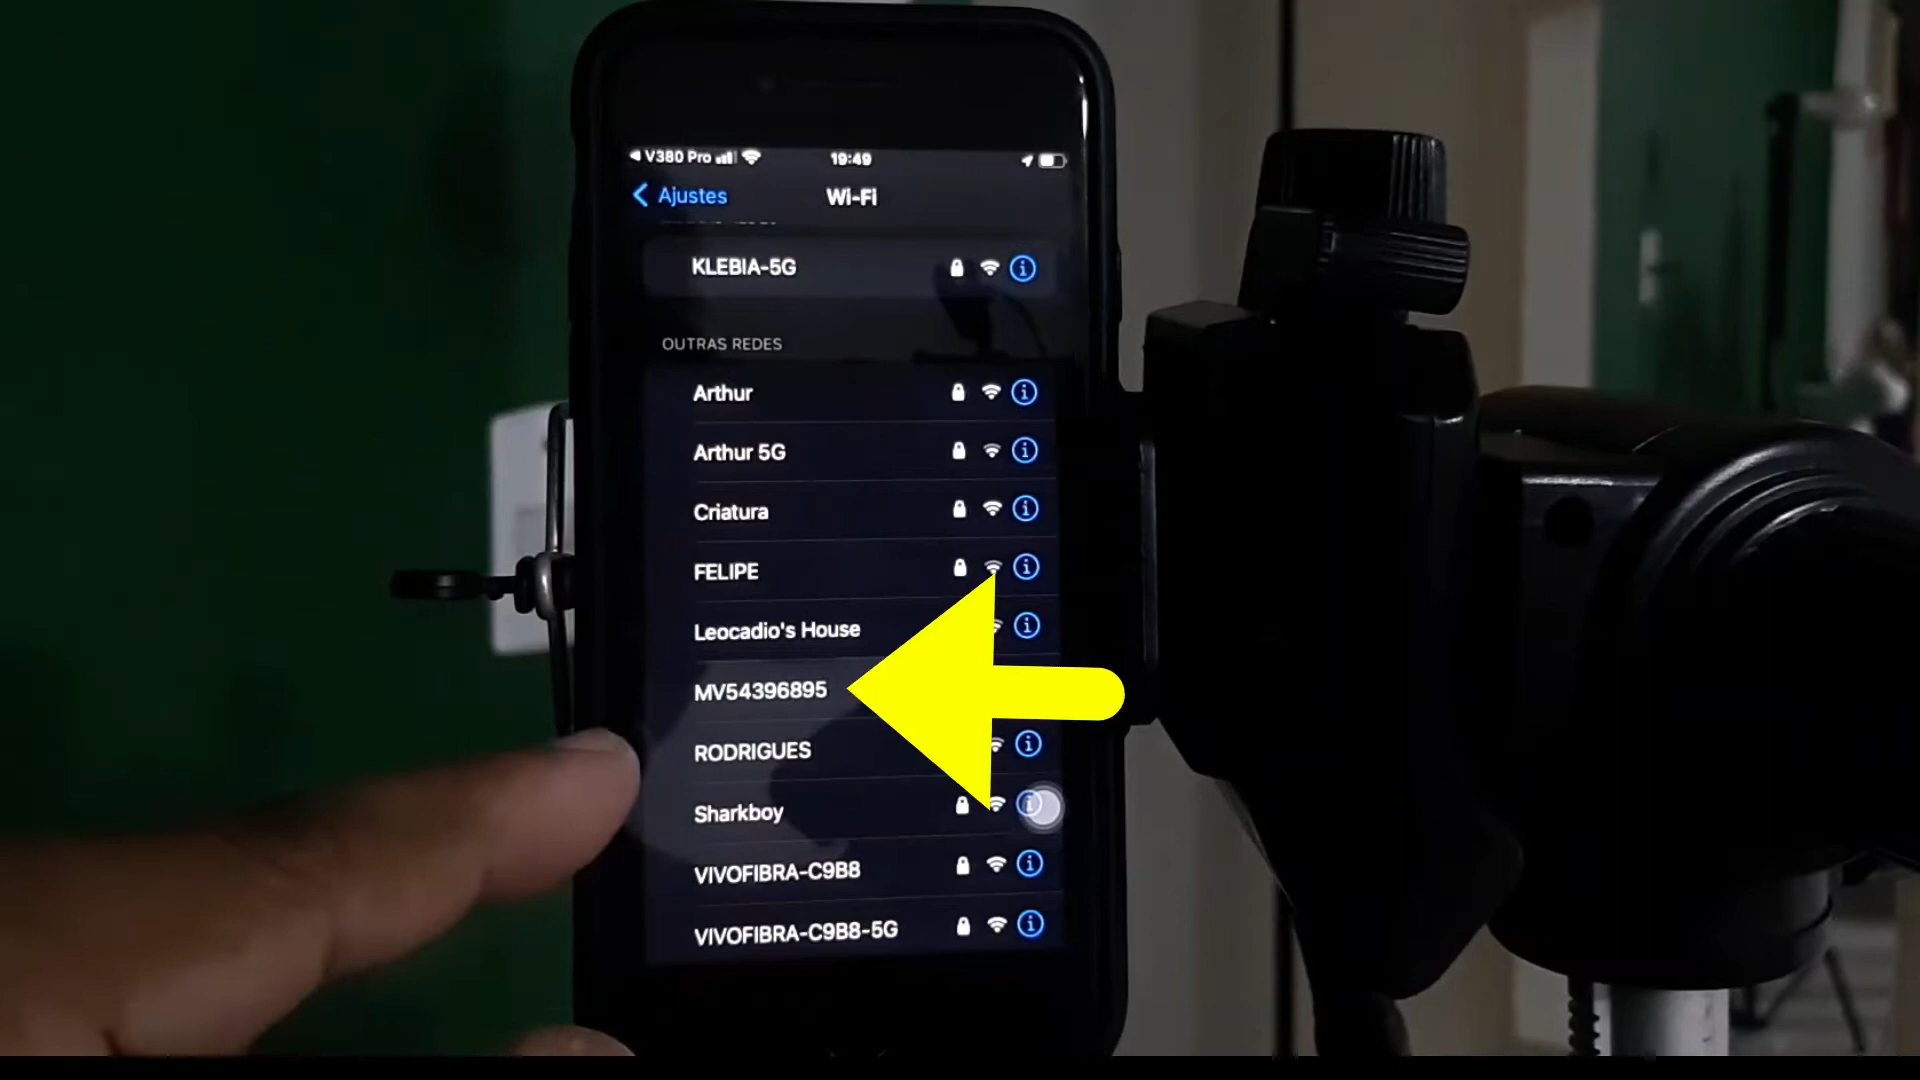 V380 Pro
19:49
Ajustes
Wi-Fi
KLEBIA-5G
OUTRAS REDES
Arthur
Arthur 5G
Criatura
FELIPE
Leocadio's House
MV54396895
RODRIGUES
Sharkboy
VIVOFIBRA-C9B8
VIVOFIBRA-C9B8-5G